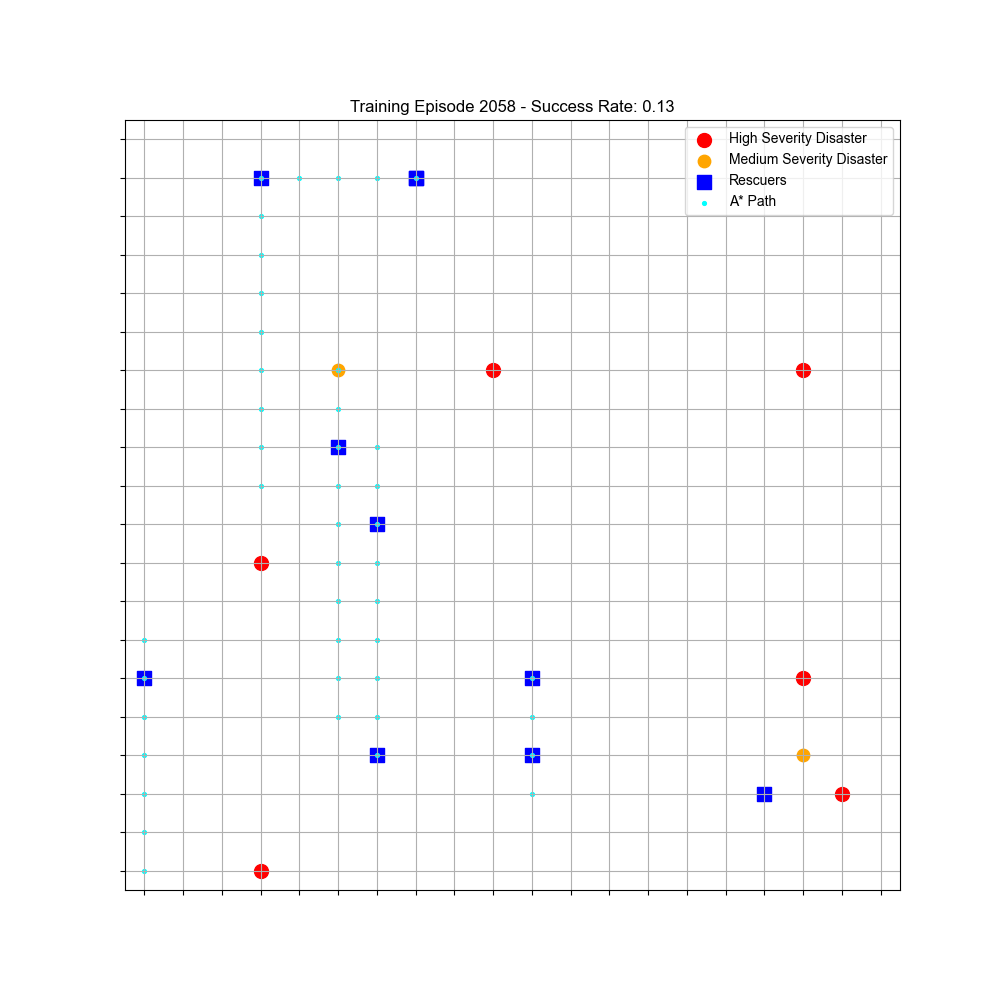 Training Episode 2058 - Success Rate: 0.13
High Severity Disaster
Medium Severity Disaster
Rescuers
A* Path